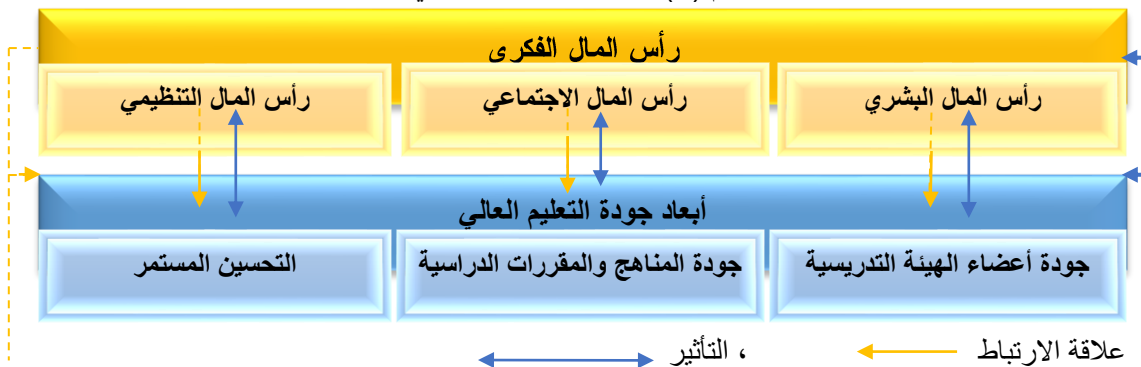 رأس المال الفكرى
رأس المال البشري
رأس المال الاجتماعي
رأس المال التنظيمي
أبعاد جودة التعليم العالي
جودة أعضاء الهيئة التدريسية
جودة المناهج والمقررات الدراسية
التحسين المستمر
علاقة الارتباط ، التأثير